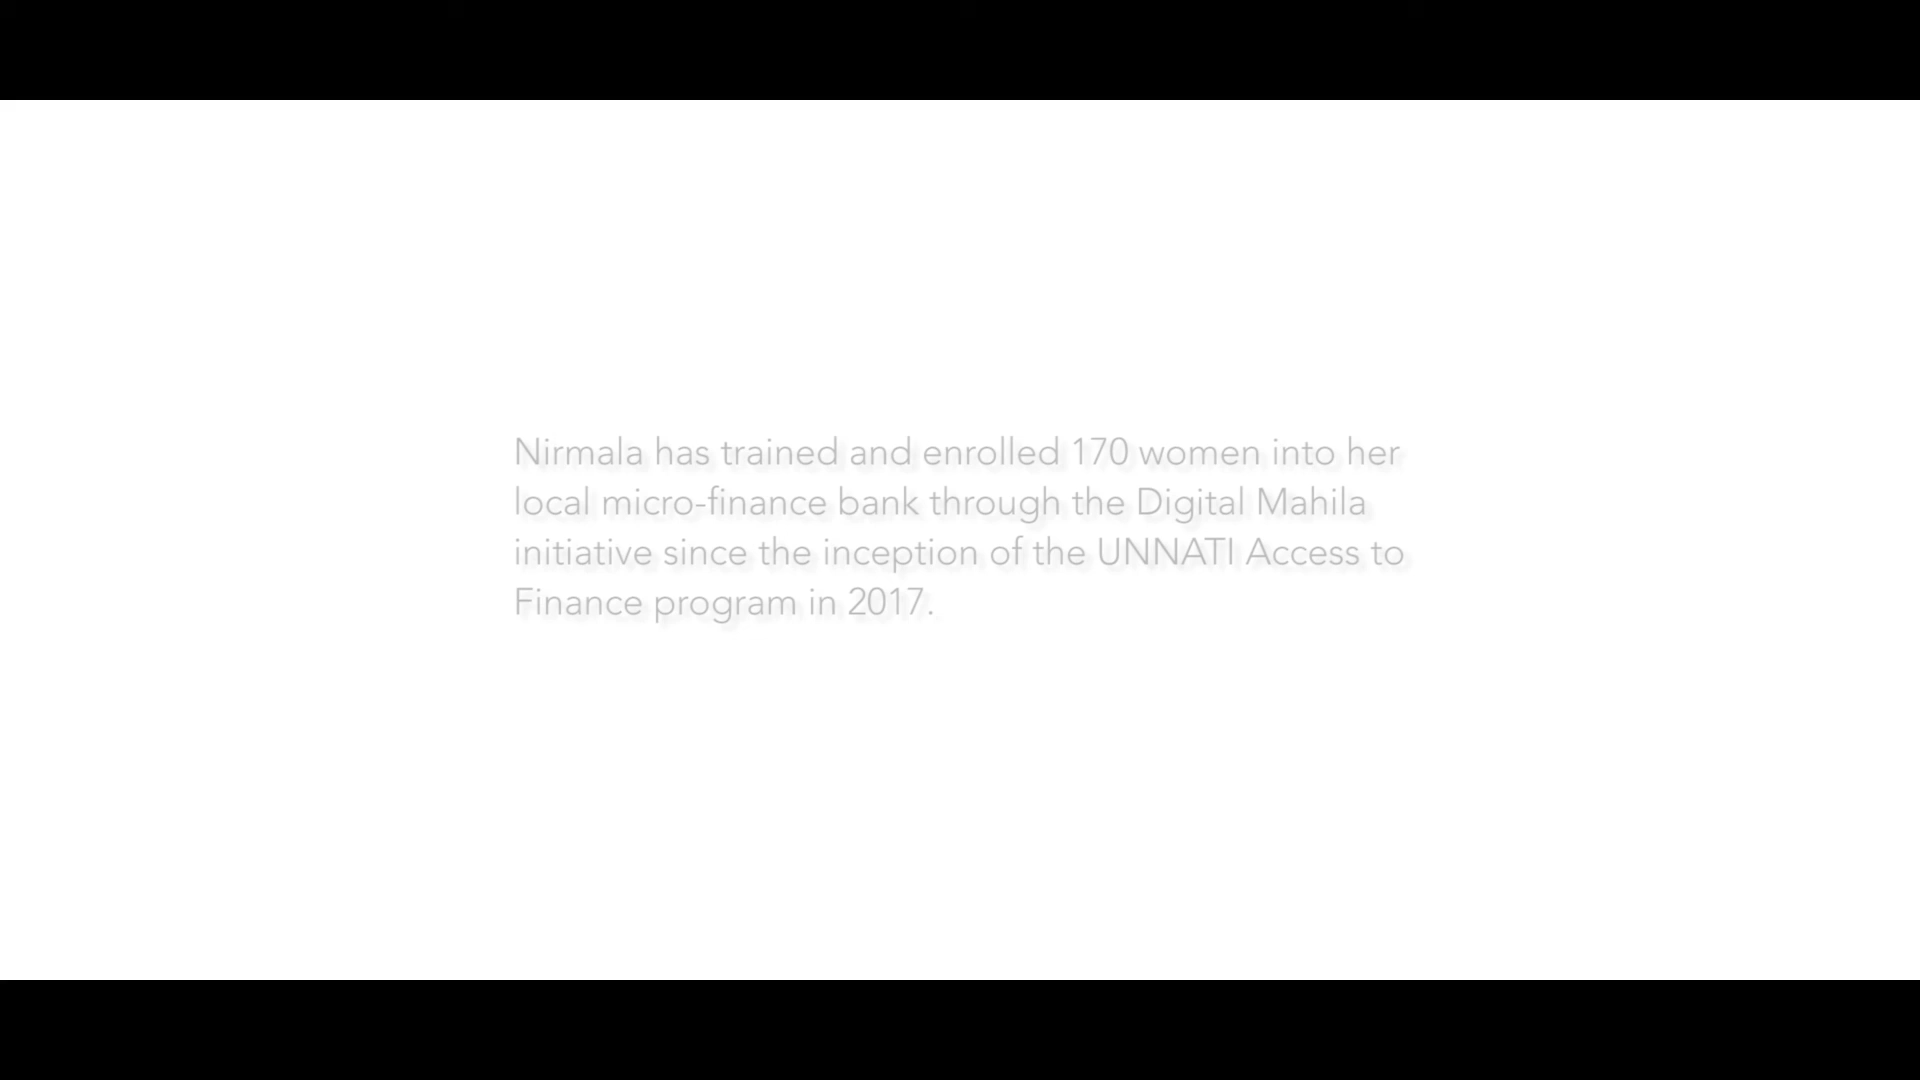 Nirmala has trained and enrolled 170 women into her
local micro-finance bank through the Digital Mahila
initiative since the inception of the UNNATI Access to
Finance program in 2017.